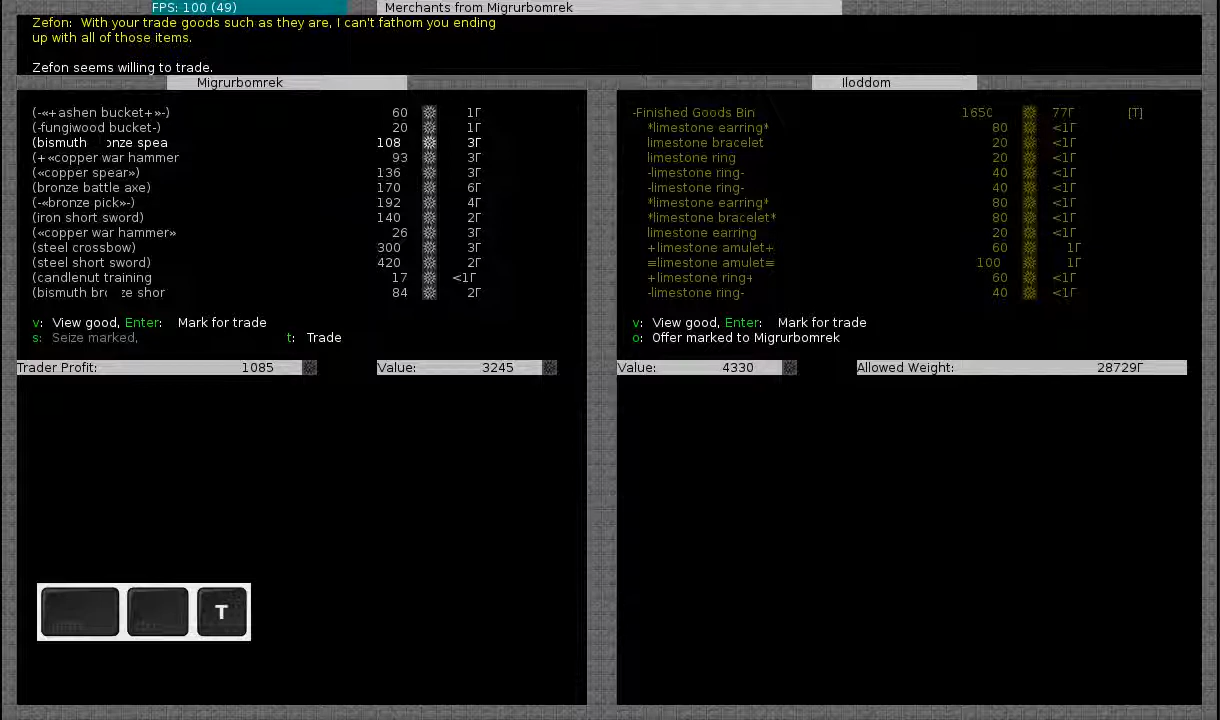 FPS: 100 (49) Merchants from Migrurbomrek
Zefon: With your trade goods such as they are, I can't fathom you ending
up with all of those items.
Zefon seems willing to trade.
Migrurbomrek Iloddom
(-«+ashen bucket+»-) 60 1Γ
(-fungiwood bucket-) 20 1Γ
(bismuth onze spea 108 3Γ
(+«copper war hammer 93 3Γ
(«copper spear») 136 3Γ
(bronze battle axe) 170 6Γ
(-«bronze pick»-) 192 4Γ
(iron short sword) 140 2Γ
(«copper war hammer» 26 3Γ
(steel crossbow) 300 3Γ
(steel short sword) 420 2Γ
(candlenut training 17 <1Γ
(bismuth bro ze shor 84 2Γ
v: View good, Enter: Mark for trade
s: Seize marked, t: Trade
Trader Profit: 1085 Value: 3245
-Finished Goods Bin 1650 77Γ [T]
*limestone earring* 80 <1Γ
limestone bracelet 20 <1Γ
limestone ring 20 <1Γ
-limestone ring- 40 <1Γ
-limestone ring- 40 <1Γ
*limestone earring* 80 <1Γ
*limestone bracelet* 80 <1Γ
limestone earring 20 <1Γ
+limestone amulet+ 60 1Γ
≡limestone amulet≡ 100 1Γ
+limestone ring+ 60 <1Γ
-limestone ring- 40 <1Γ
v: View good, Enter: Mark for trade
o: Offer marked to Migrurbomrek
Value: 4330 Allowed Weight: 28729Γ
T